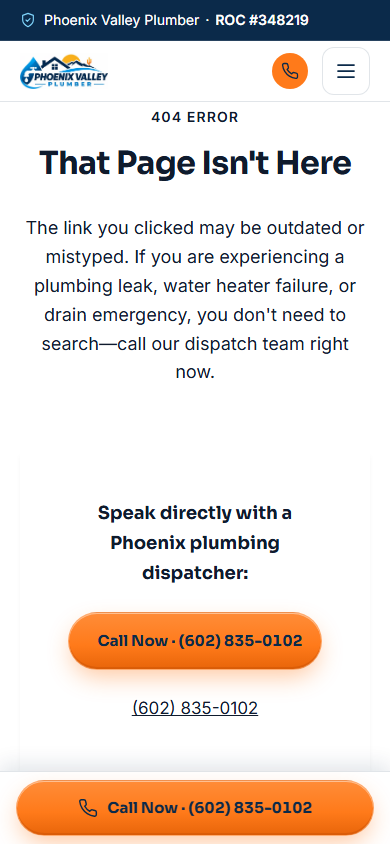 Phoenix Valley Plumber · ROC #348219
PHOENIX VALLEY
PLUMBER
404 ERROR
That Page Isn't Here
The link you clicked may be outdated or
mistyped. If you are experiencing a
plumbing leak, water heater failure, or
drain emergency, you don't need to
search—call our dispatch team right
now.
Speak directly with a
Phoenix plumbing
dispatcher:
Call Now · (602) 835-0102
(602) 835-0102
Call Now · (602) 835-0102